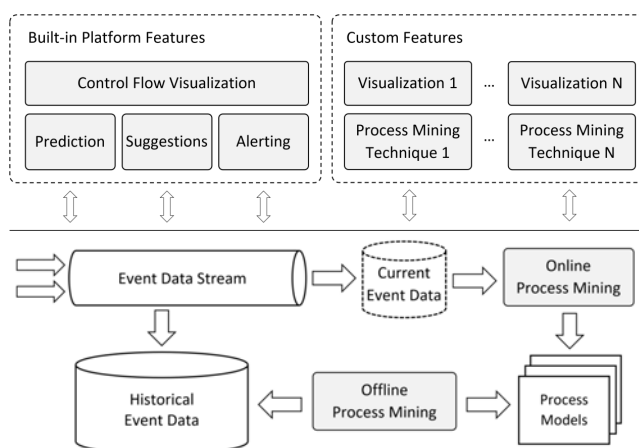 Built-in Platform Features
Custom Features
Control Flow Visualization
Visualization 1
...
Visualization N
Prediction
Suggestions
Alerting
Process Mining
Technique 1
...
Process Mining
Technique N
Event Data Stream
Current
Event Data
Online
Process Mining
Historical
Event Data
Offline
Process Mining
Process
Models